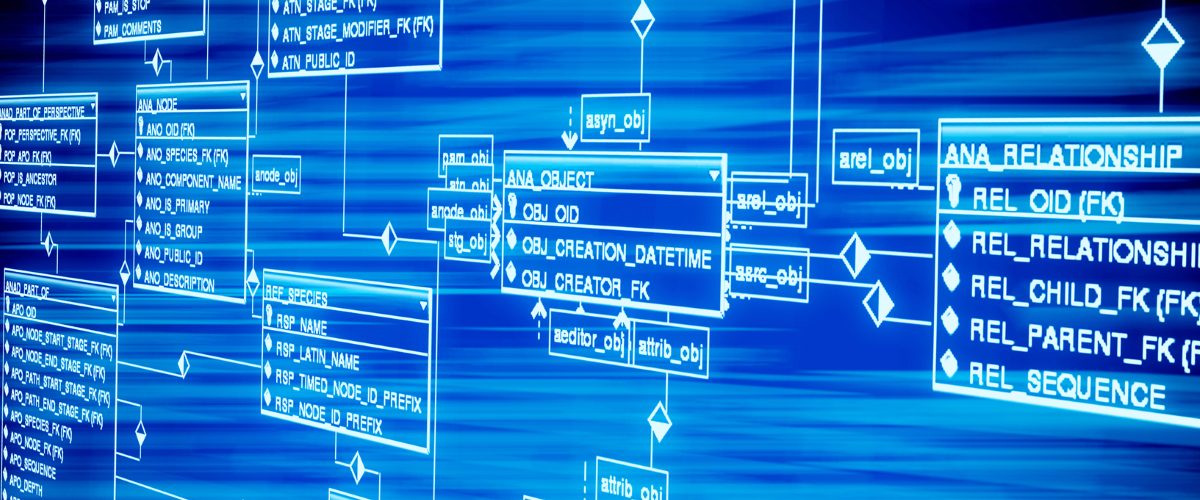 PAM_IS_STOP
PAM_COMMENTS
ATN_STAGE_FK (FK)
ATN_STAGE_MODIFIER_FK (FK)
ATN_PUBLIC_ID
ANAD_PART_OF_PERSPECTIVE
POP_PERSPECTIVE_FK (FK)
POP_APO_FK (FK)
POP_IS_ANCESTOR
POP_NODE_FK (FK)
ANA_NODE
ANO_OID (FK)
ANO_SPECIES_FK (FK)
ANO_COMPONENT_NAME
ANO_IS_PRIMARY
ANO_IS_GROUP
ANO_PUBLIC_ID
ANO_DESCRIPTION
anode_obj
ANAD_PART_OF
APO_OID
APO_NODE_START_STAGE_FK (FK)
APO_NODE_END_STAGE_FK (FK)
APO_PATH_START_STAGE_FK (FK)
APO_PATH_END_STAGE_FK (FK)
APO_SPECIES_FK (FK)
APO_NODE_FK (FK)
APO_SEQUENCE
APO_DEPTH
REF_SPECIES
RSP_NAME
RSP_LATIN_NAME
RSP_TIMED_NODE_ID_PREFIX
RSP_NODE_ID_PREFIX
asyn_obj
pam_obj
atn_obj
anode_obj
stg_obj
ANA_OBJECT
OBJ_OID
OBJ_CREATION_DATETIME
OBJ_CREATOR_FK
arel_obj
asrc_obj
aeditor_obj
attrib_obj
attrib_obj
arel_obj
ANA_RELATIONSHIP
REL_OID (FK)
REL_RELATIONSHI
REL_CHILD_FK (FK)
REL_PARENT_FK (F
REL_SEQUENCE